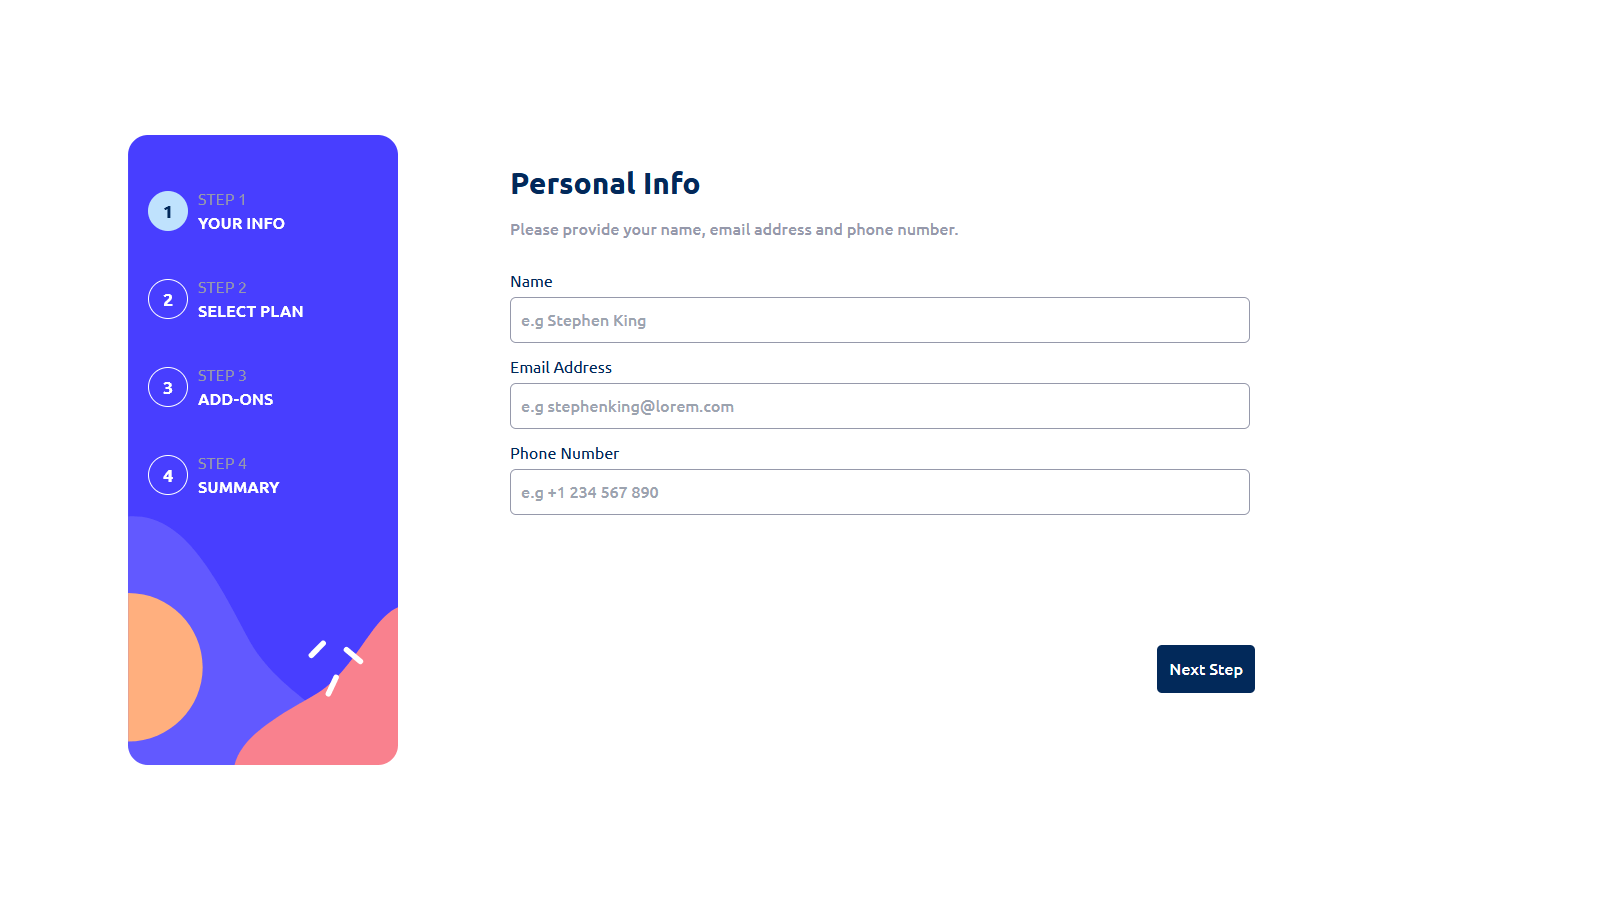 1
STEP 1
YOUR INFO
2
STEP 2
SELECT PLAN
3
STEP 3
ADD-ONS
4
STEP 4
SUMMARY
Personal Info
Please provide your name, email address and phone number.
Name
e.g Stephen King
Email Address
e.g stephenking@lorem.com
Phone Number
e.g +1 234 567 890
Next Step